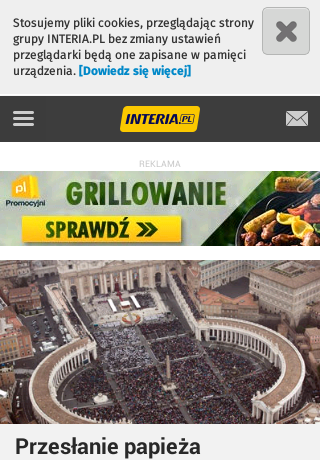 Stosujemy pliki cookies, przeglądając strony
grupy INTERIA.PL bez zmiany ustawień
przeglądarki będą one zapisane w pamięci
urządzenia. [Dowiedz się więcej]
INTERIA.PL
REKLAMA
pl
Promocyjni
GRILLOWANIE
SPRAWDŹ >>
Przesłanie papieża